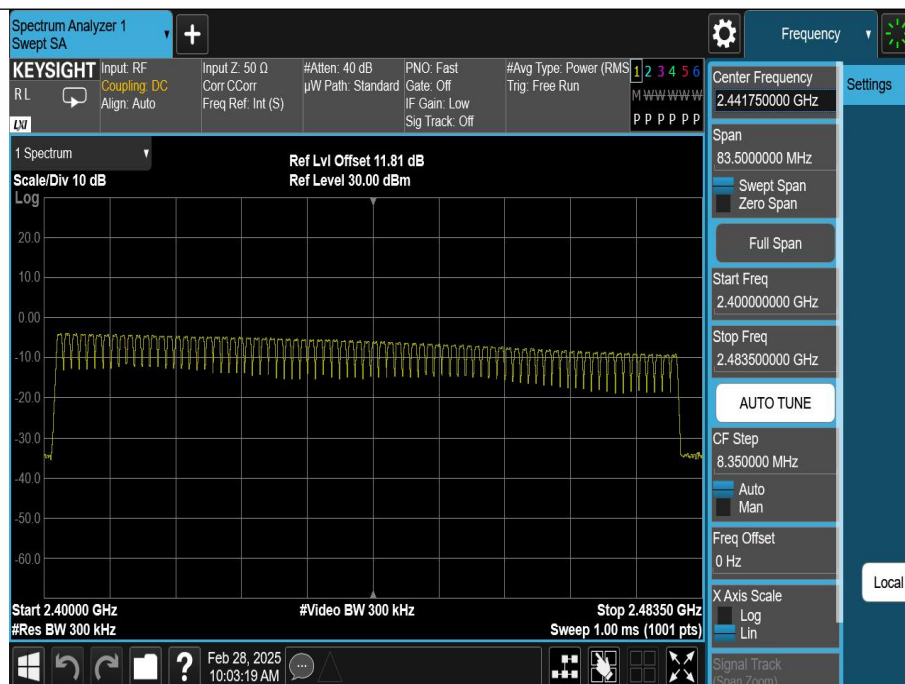 Spectrum Analyzer 1
Swept SA
Frequency
KEYSIGHT
R L
LXI
Input: RF
Coupling: DC
Align: Auto
Input Z: 50 Ω
Corr CCorr
Freq Ref: Int (S)
#Atten: 40 dB
µW Path: Standard
PNO: Fast
Gate: Off
IF Gain: Low
Sig Track: Off
#Avg Type: Power (RMS
Trig: Free Run
1 2 3 4 5 6
M W W W W W
P P P P P P
Center Frequency
2.441750000 GHz
Settings
Span
83.5000000 MHz
Swept Span
Zero Span
Full Span
Start Freq
2.400000000 GHz
Stop Freq
2.483500000 GHz
AUTO TUNE
CF Step
8.350000 MHz
Auto
Man
Freq Offset
0 Hz
X Axis Scale
Log
Lin
Signal Track
(Span Zoom)
Local
1 Spectrum
Scale/Div 10 dB
Ref Lvl Offset 11.81 dB
Ref Level 30.00 dBm
Log
20.0
10.0
0.00
-10.0
-20.0
-30.0
-40.0
-50.0
-60.0
Start 2.40000 GHz
#Video BW 300 kHz
Stop 2.48350 GHz
#Res BW 300 kHz
Sweep 1.00 ms (1001 pts)
?
Feb 28, 2025
10:03:19 AM